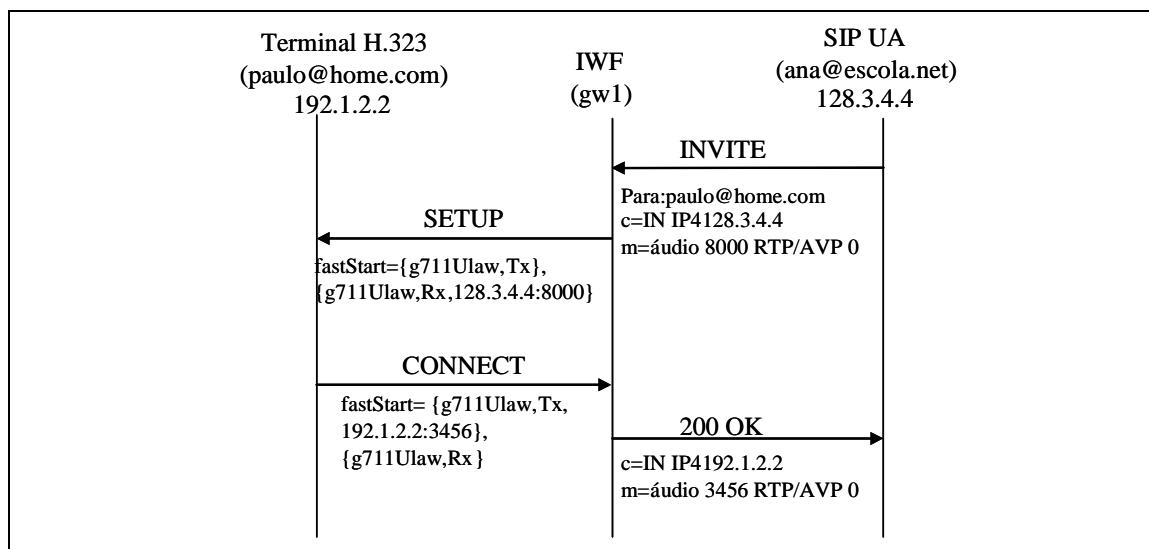 Terminal H.323
(paulo@home.com)
192.1.2.2
IWF
(gw1)
SIP UA
(ana@escola.net)
128.3.4.4
INVITE
Para:paulo@home.com
c=IN IP4128.3.4.4
m=áudio 8000 RTP/AVP 0
SETUP
fastStart={g711Ulaw,Tx},
{g711Ulaw,Rx,128.3.4.4:8000}
CONNECT
fastStart= {g711Ulaw,Tx,
192.1.2.2:3456},
{g711Ulaw,Rx}
200 OK
c=IN IP4192.1.2.2
m=áudio 3456 RTP/AVP 0